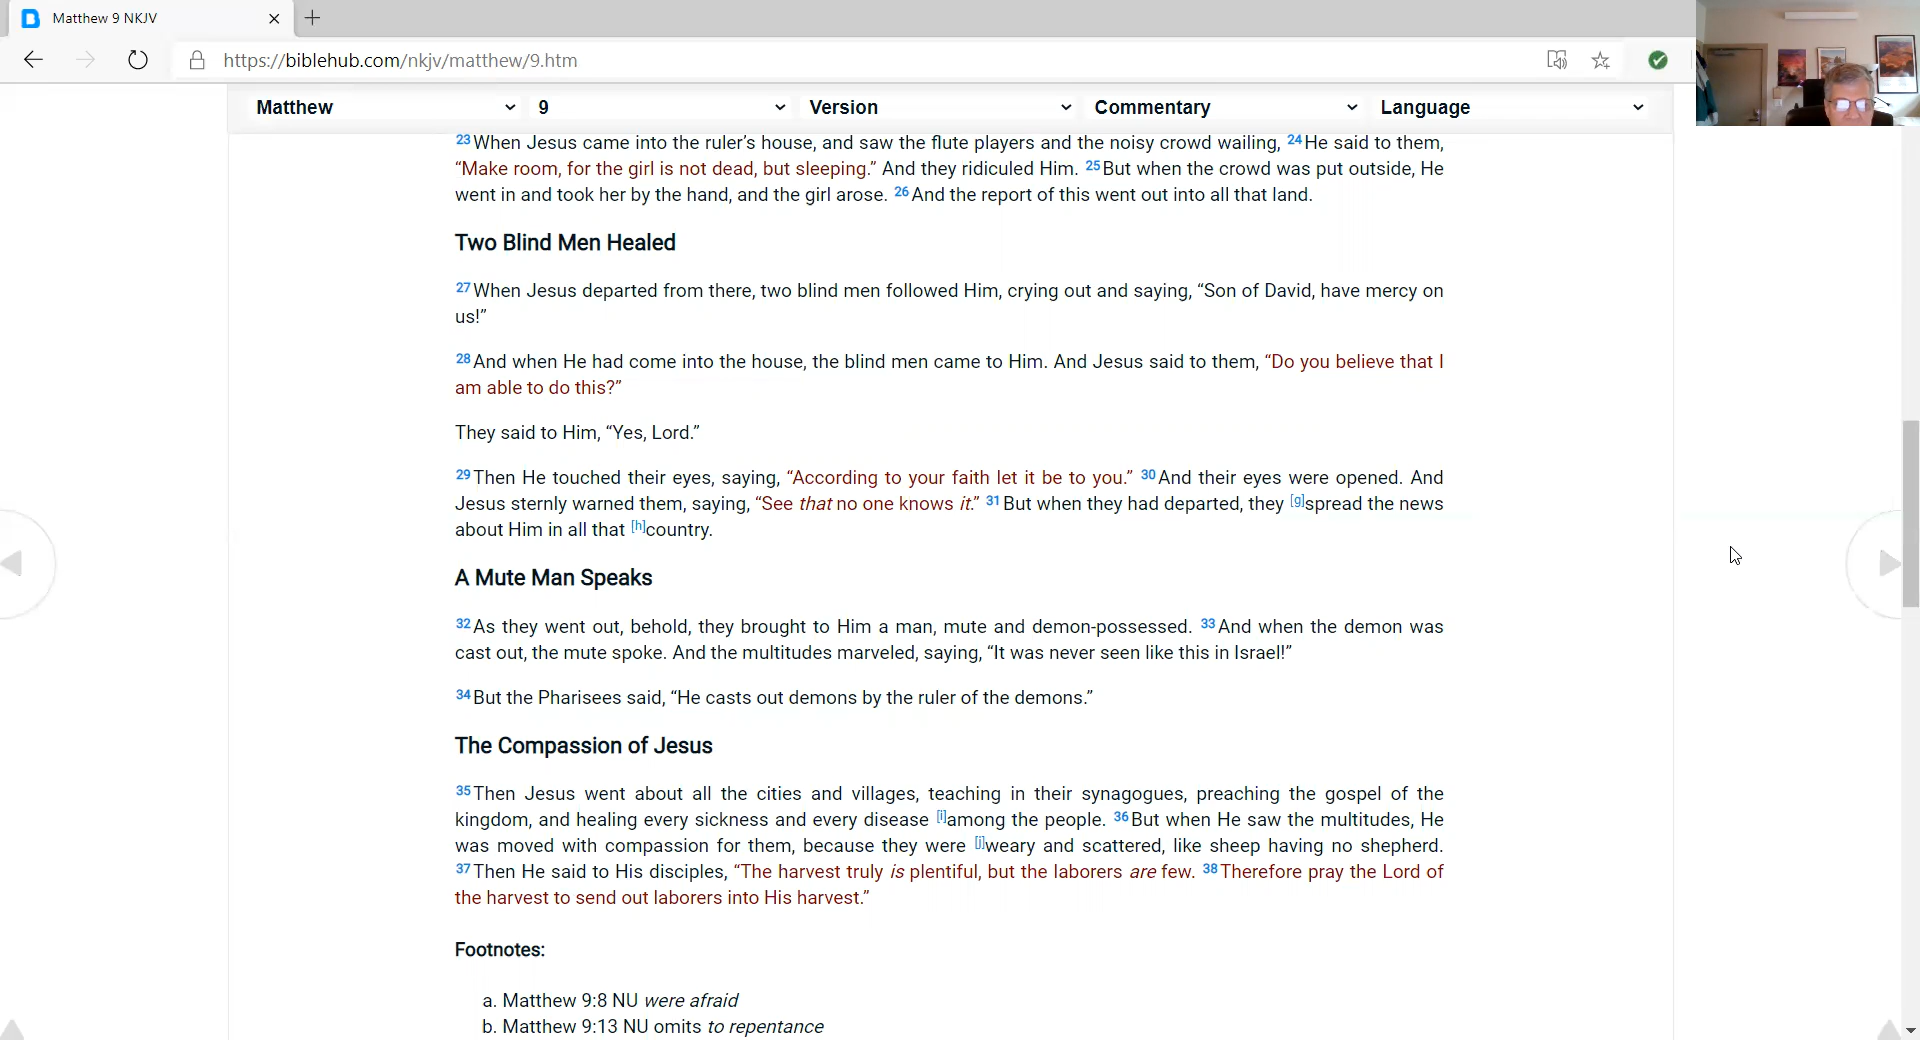 Matthew 9 NKJV
https://biblehub.com/nkjv/matthew/9.htm
Matthew 9 Version Commentary Language
23 When Jesus came into the ruler’s house, and saw the flute players and the noisy crowd wailing, 24 He said to them,
“Make room, for the girl is not dead, but sleeping.” And they ridiculed Him. 25 But when the crowd was put outside, He
went in and took her by the hand, and the girl arose. 26 And the report of this went out into all that land.
Two Blind Men Healed
27 When Jesus departed from there, two blind men followed Him, crying out and saying, “Son of David, have mercy on
us!”
28 And when He had come into the house, the blind men came to Him. And Jesus said to them, “Do you believe that I
am able to do this?”
They said to Him, “Yes, Lord.”
29 Then He touched their eyes, saying, “According to your faith let it be to you.” 30 And their eyes were opened. And
Jesus sternly warned them, saying, “See that no one knows it.” 31 But when they had departed, they [g]spread the news
about Him in all that [h]country.
A Mute Man Speaks
32 As they went out, behold, they brought to Him a man, mute and demon-possessed. 33 And when the demon was
cast out, the mute spoke. And the multitudes marveled, saying, “It was never seen like this in Israel!”
34 But the Pharisees said, “He casts out demons by the ruler of the demons.”
The Compassion of Jesus
35 Then Jesus went about all the cities and villages, teaching in their synagogues, preaching the gospel of the
kingdom, and healing every sickness and every disease [i]among the people. 36 But when He saw the multitudes, He
was moved with compassion for them, because they were [j]weary and scattered, like sheep having no shepherd.
37 Then He said to His disciples, “The harvest truly is plentiful, but the laborers are few. 38 Therefore pray the Lord of
the harvest to send out laborers into His harvest.”
Footnotes:
a. Matthew 9:8 NU were afraid
b. Matthew 9:13 NU omits to repentance